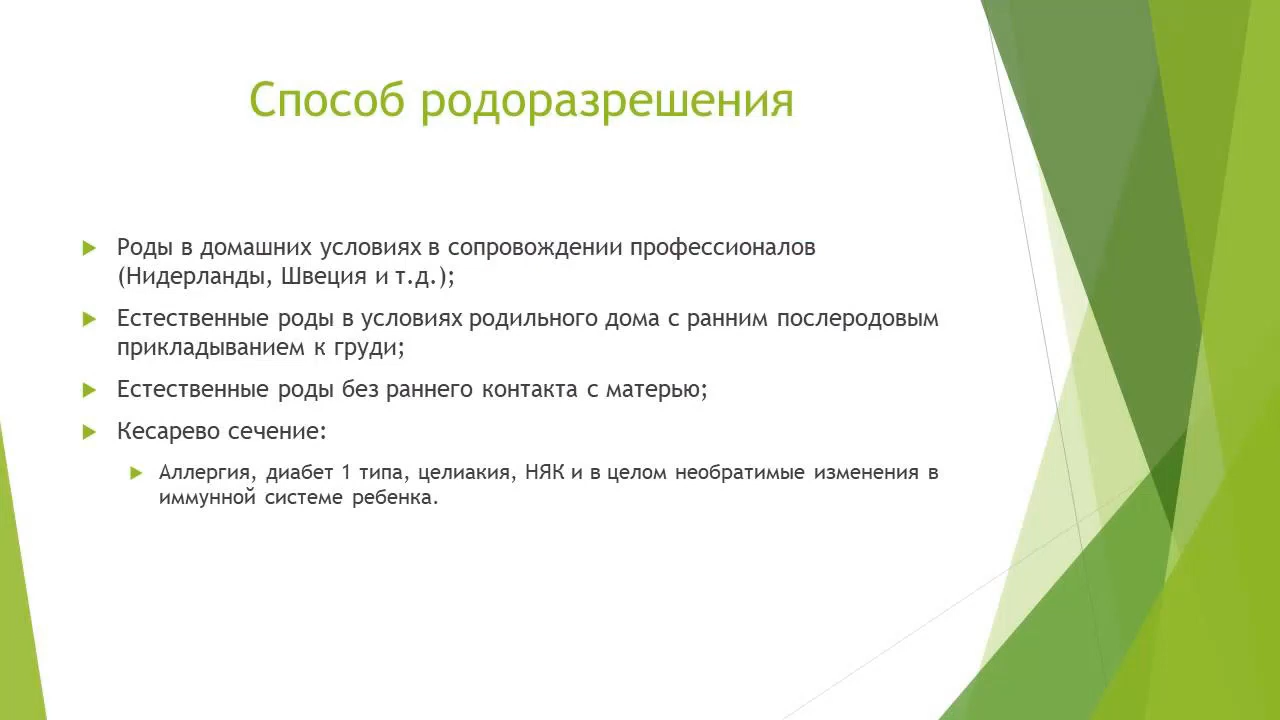 Способ родоразрешения
Роды в домашних условиях в сопровождении профессионалов
(Нидерланды, Швеция и т.д.);
Естественные роды в условиях родильного дома с ранним послеродовым
прикладыванием к груди;
Естественные роды без раннего контакта с матерью;
Кесарево сечение:
Аллергия, диабет 1 типа, целиакия, НЯК и в целом необратимые изменения в
иммунной системе ребенка.